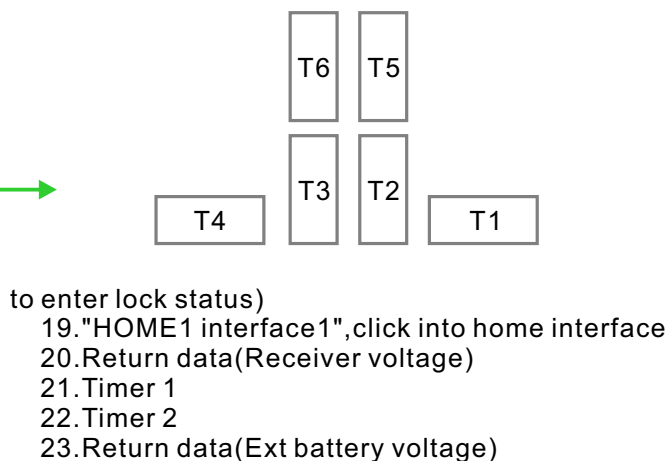 T6 T5
T3 T2
T4 T1
to enter lock status)
19."HOME1 interface1",click into home interface
20.Return data(Receiver voltage)
21.Timer 1
22.Timer 2
23.Return data(Ext battery voltage)